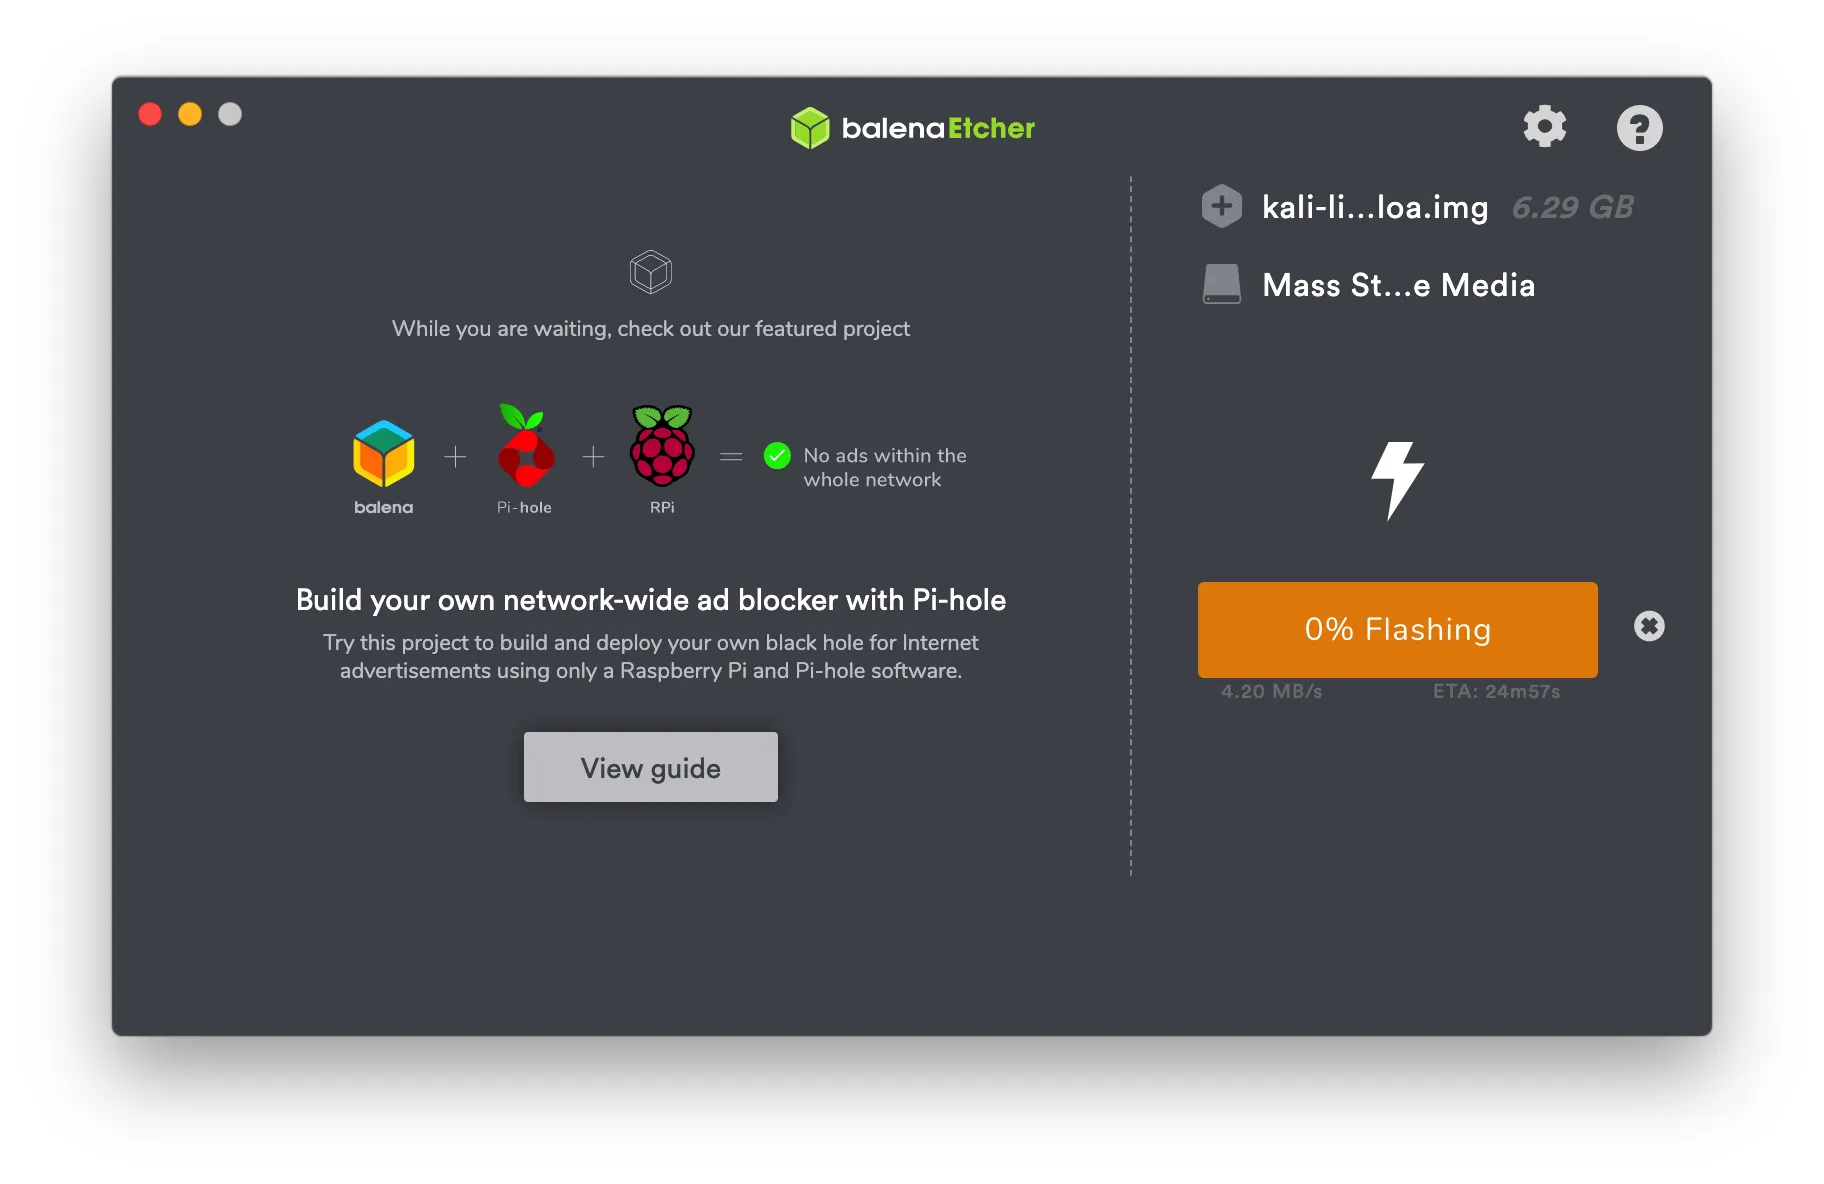 balenaEtcher
kali-li...loa.img 6.29 GB
Mass St...e Media
While you are waiting, check out our featured project
balena + Pi-hole + RPi = No ads within the
whole network
Build your own network-wide ad blocker with Pi-hole
Try this project to build and deploy your own black hole for Internet
advertisements using only a Raspberry Pi and Pi-hole software.
View guide
0% Flashing
4.20 MB/s ETA: 24m57s